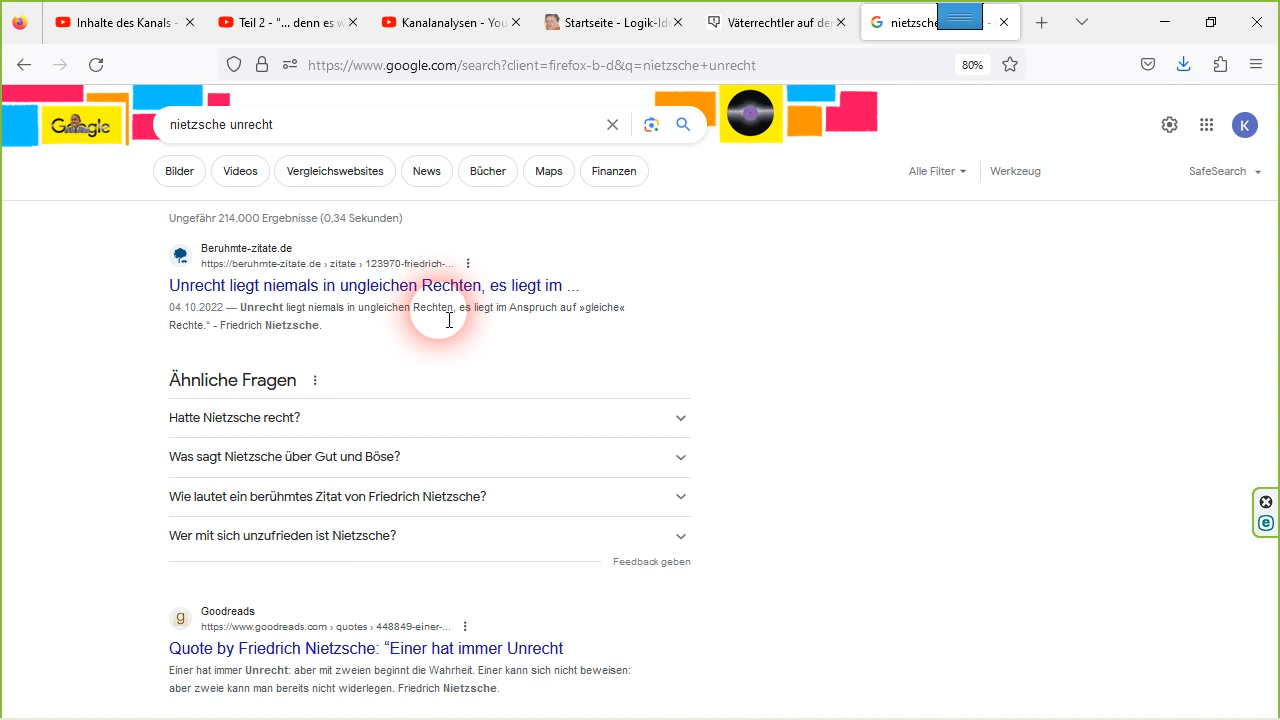 Inhalte des Kanals -
Teil 2 - "... denn es w
Kanalanalysen - You
Startseite - Logik-Id
Väterrechtler auf der
nietzsche
https://www.google.com/search?client=firefox-b-d&q=nietzsche+unrecht
80%
Google
nietzsche unrecht
K
Bilder
Videos
Vergleichswebsites
News
Bücher
Maps
Finanzen
Alle Filter
Werkzeug
SafeSearch
Ungefähr 214.000 Ergebnisse (0,34 Sekunden)
Beruhmte-zitate.de
https://beruhmte-zitate.de › zitate › 123970-friedrich-...
Unrecht liegt niemals in ungleichen Rechten, es liegt im ...
04.10.2022 — Unrecht liegt niemals in ungleichen Rechten, es liegt im Anspruch auf »gleiche«
Rechte.“ - Friedrich Nietzsche.
Ähnliche Fragen
Hatte Nietzsche recht?
Was sagt Nietzsche über Gut und Böse?
Wie lautet ein berühmtes Zitat von Friedrich Nietzsche?
Wer mit sich unzufrieden ist Nietzsche?
Feedback geben
g
Goodreads
https://www.goodreads.com › quotes › 448849-einer-...
Quote by Friedrich Nietzsche: “Einer hat immer Unrecht
Einer hat immer Unrecht: aber mit zweien beginnt die Wahrheit. Einer kann sich nicht beweisen:
aber zweie kann man bereits nicht widerlegen. Friedrich Nietzsche.
e